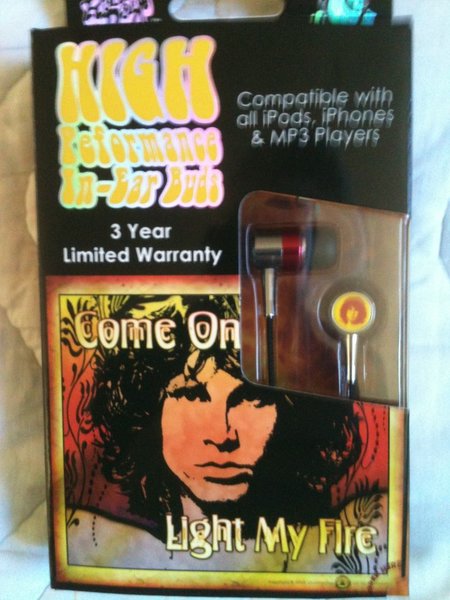 HIGH
Peformance
In-Ear Buds
Compatible with
all iPods, iPhones
& MP3 Players
3 Year
Limited Warranty
Come On
Light My Fire